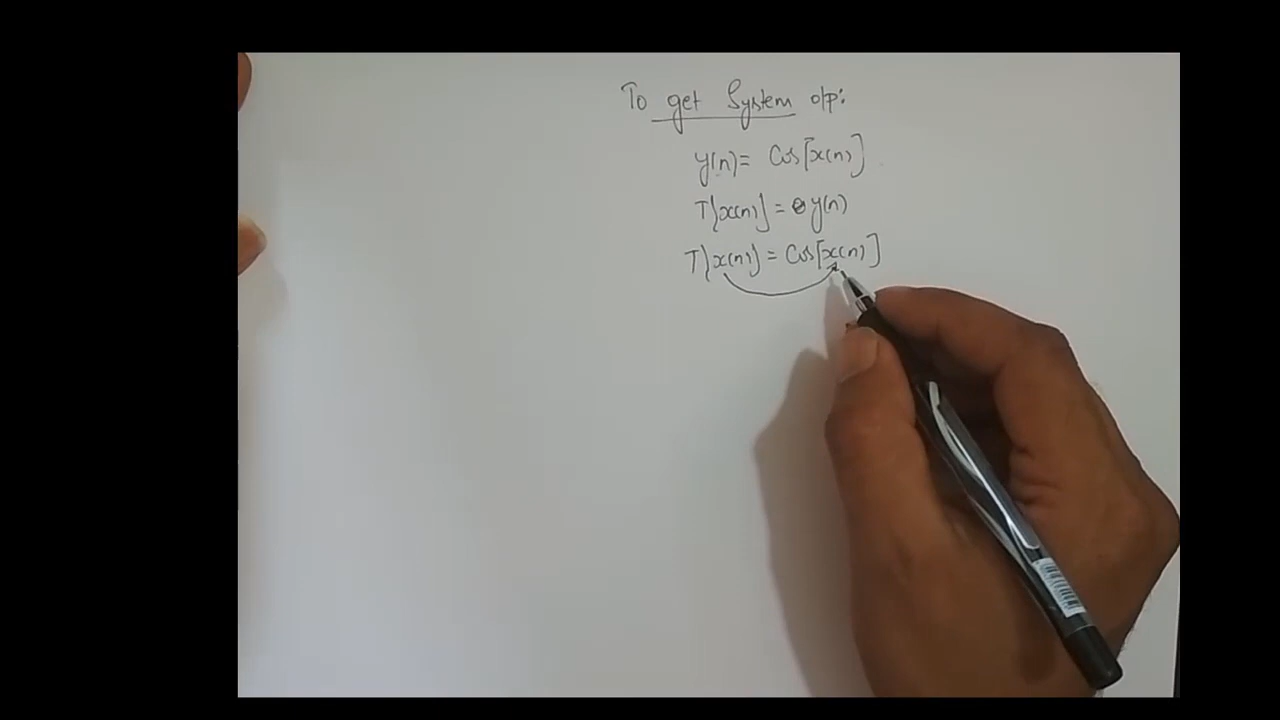 To get System o/p:
y(n) = Cos[x(n)]
T[x(n)] = y(n)
T[x(n)] = Cos[x(n)]